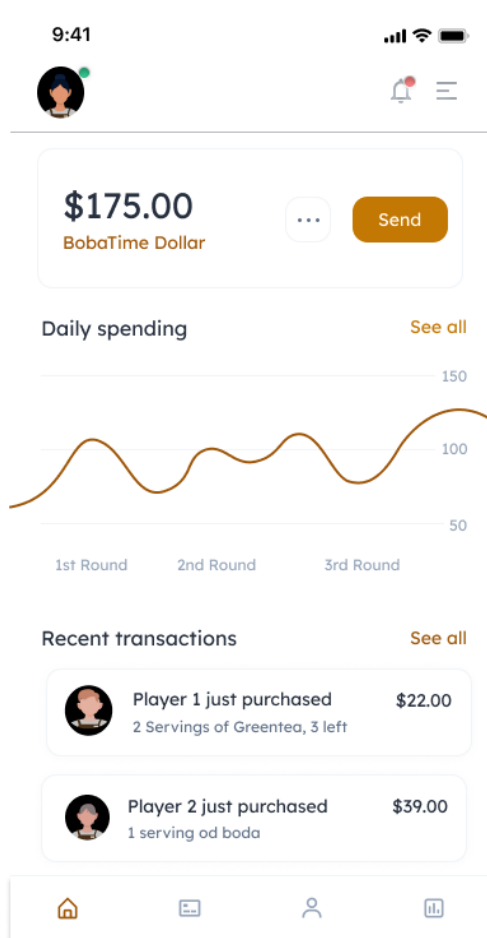 9:41
$175.00
BobaTime Dollar
...
Send
Daily spending
See all
150
100
50
1st Round
2nd Round
3rd Round
Recent transactions
See all
Player 1 just purchased
$22.00
2 Servings of Greentea, 3 left
Player 2 just purchased
$39.00
1 serving od boda